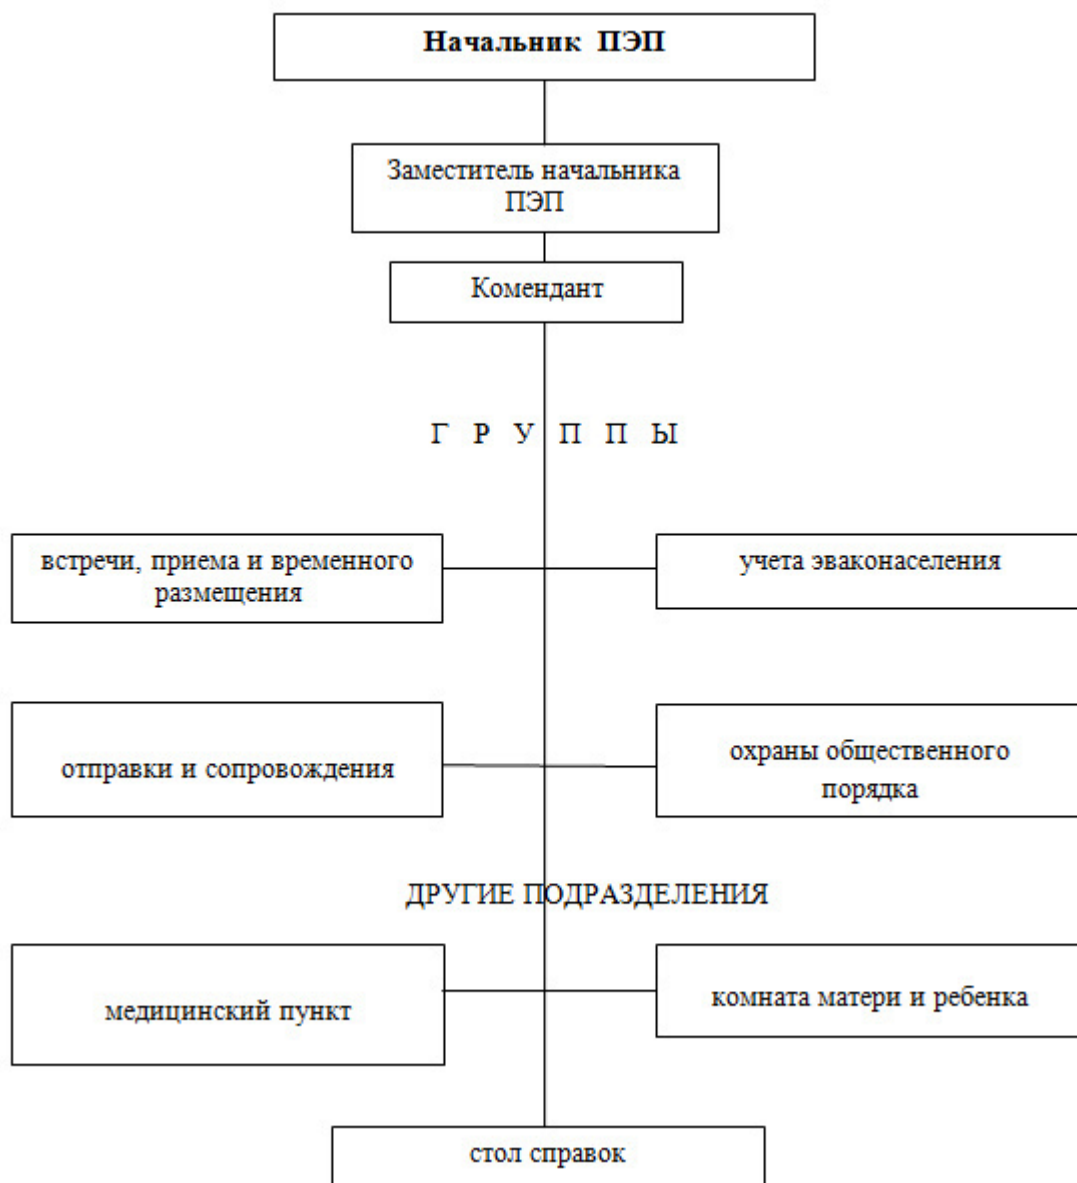 Начальник ПЭП
Заместитель начальника
ПЭП
Комендант
Г Р У П П Ы
встречи, приема и временного
размещения
учета эваконаселения
отправки и сопровождения
охраны общественного
порядка
ДРУГИЕ ПОДРАЗДЕЛЕНИЯ
медицинский пункт
комната матери и ребенка
стол справок